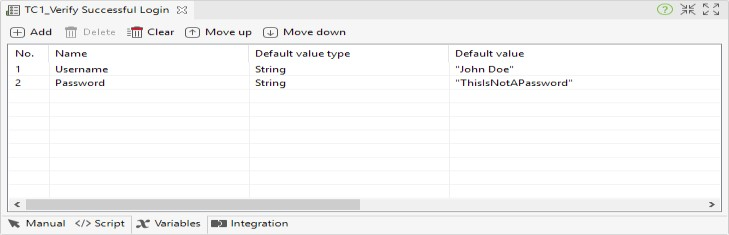 TC1_Verify Successful Login
Add Delete Clear Move up Move down
No. Name Default value type Default value
1 Username String "John Doe"
2 Password String "ThisIsNotAPassword"
Manual </> Script Variables Integration